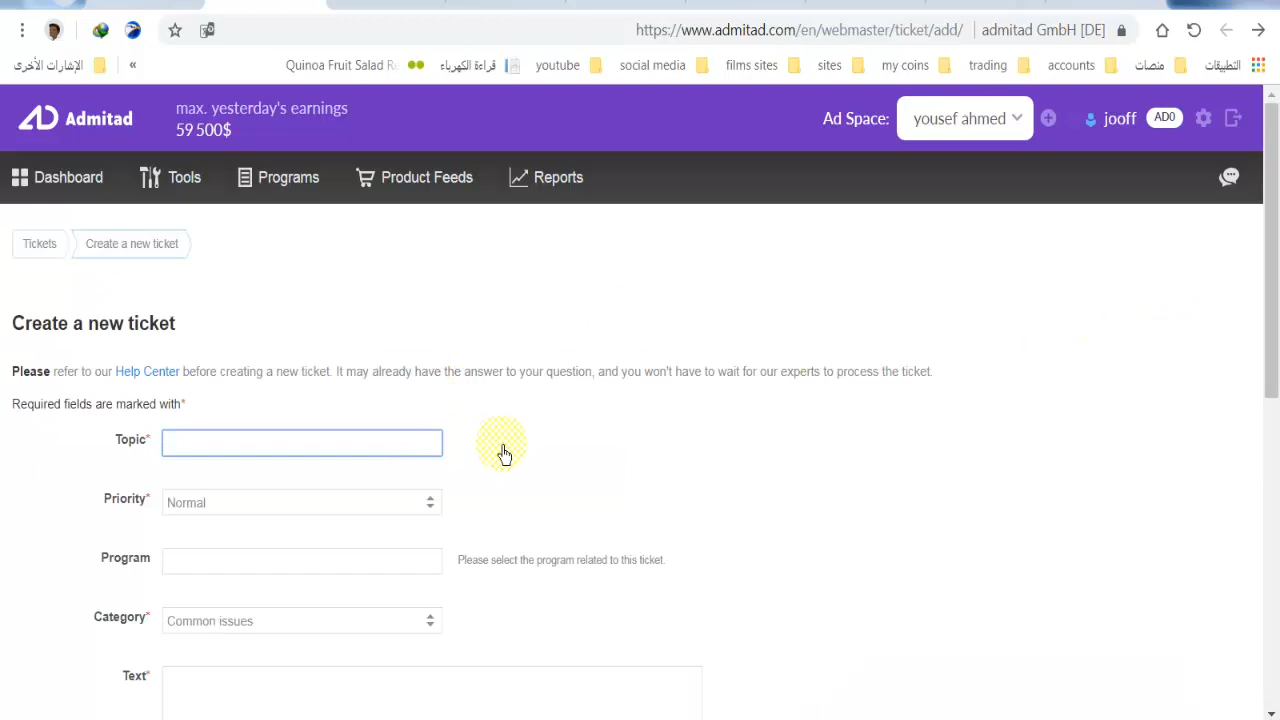 https://www.admitad.com/en/webmaster/ticket/add/ admitad GmbH [DE]
التطبيقات منصات accounts trading my coins sites films sites social media youtube قراءة الكهرباء Quinoa Fruit Salad Re » الإشارات الأخرى
Admitad
max. yesterday's earnings
59 500$
Ad Space: yousef ahmed jooff AD0
Dashboard Tools Programs Product Feeds Reports
Tickets Create a new ticket
Create a new ticket
Please refer to our Help Center before creating a new ticket. It may already have the answer to your question, and you won't have to wait for our experts to process the ticket.
Required fields are marked with*
Topic*
Priority* Normal
Program Please select the program related to this ticket.
Category* Common issues
Text*